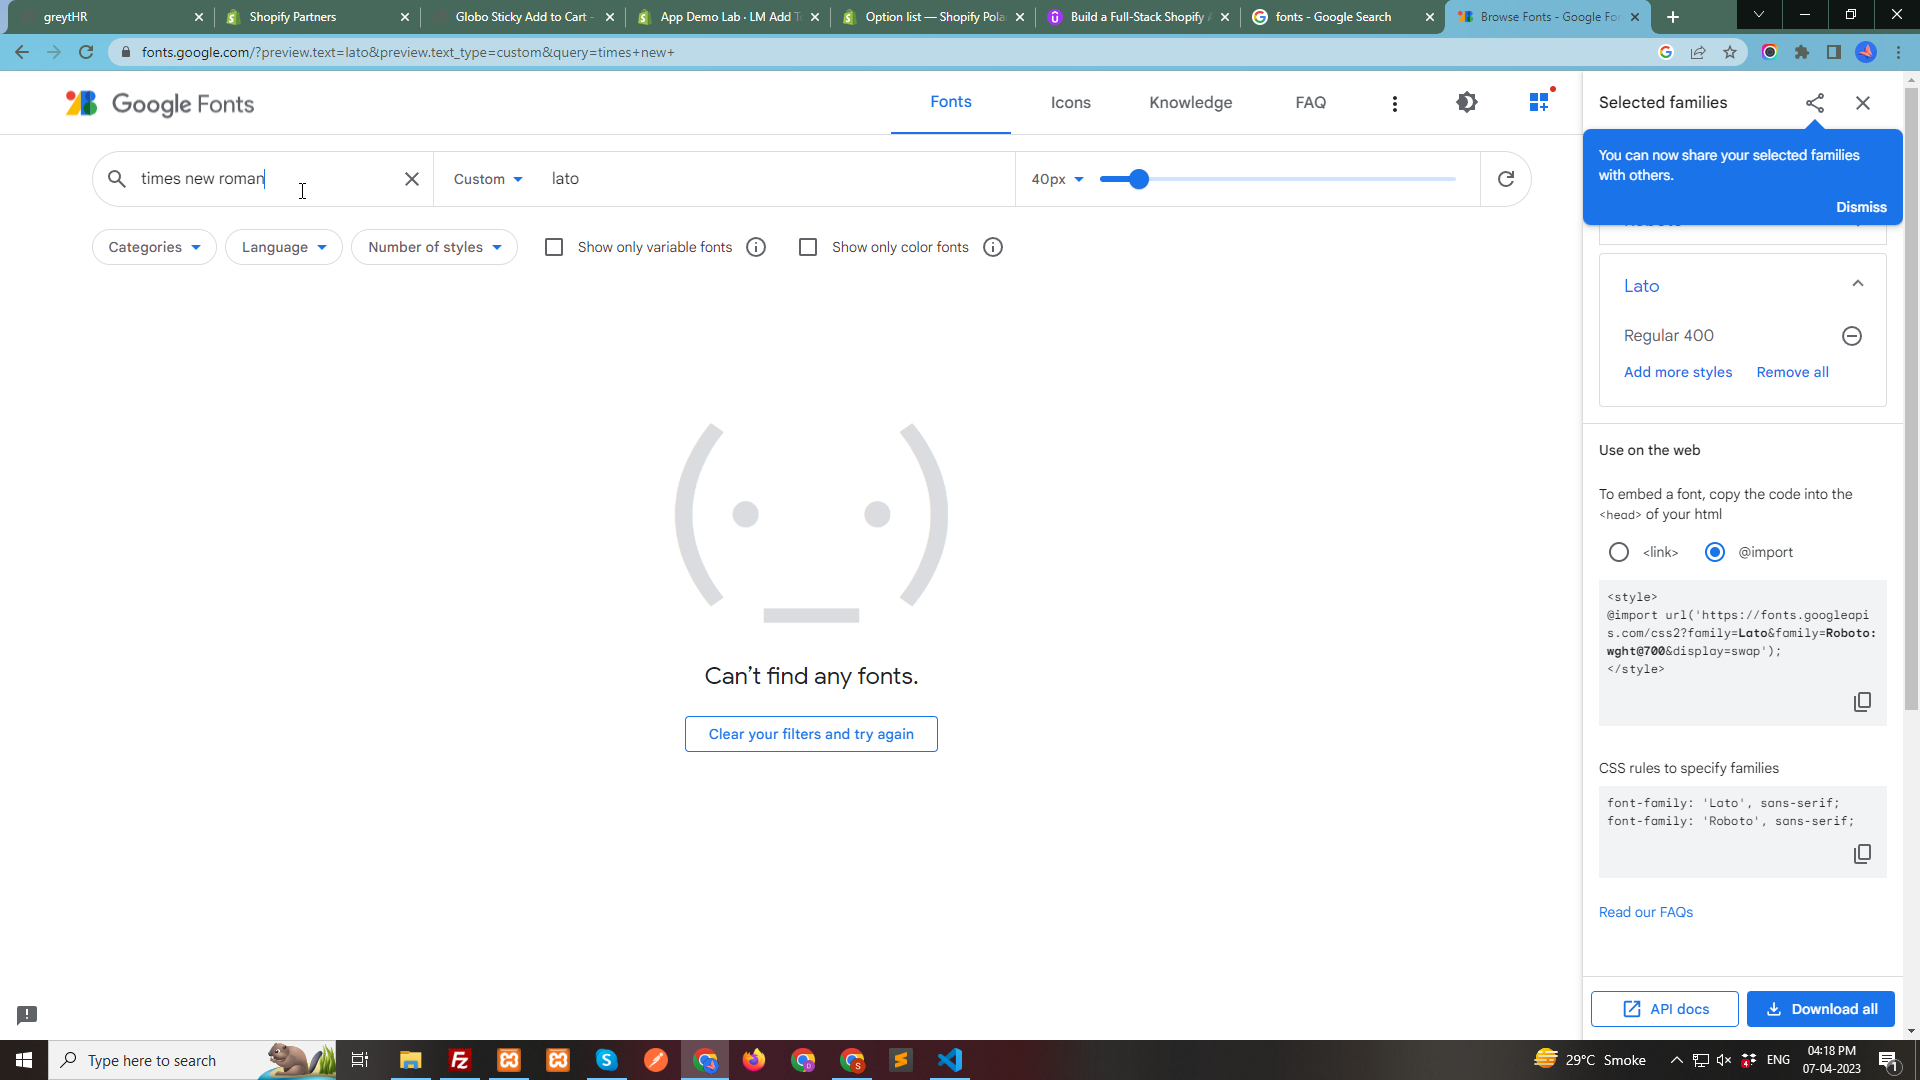 greytHR
Shopify Partners
Globo Sticky Add to Cart -
App Demo Lab · LM Add T
Option list — Shopify Pola
Build a Full-Stack Shopify A
fonts - Google Search
Browse Fonts - Google Fon
fonts.google.com/?preview.text=lato&preview.text_type=custom&query=times+new+
Google Fonts
Fonts
Icons
Knowledge
FAQ
Selected families
You can now share your selected families
with others.
Dismiss
times new roman
Custom
lato
40px
Categories
Language
Number of styles
Show only variable fonts
Show only color fonts
Lato
Regular 400
Add more styles
Remove all
Use on the web
To embed a font, copy the code into the
<head> of your html
<link>
@import
<style>
@import url('https://fonts.googleapi
s.com/css2?family=Lato&family=Roboto:
wght@700&display=swap');
</style>
Can't find any fonts.
Clear your filters and try again
CSS rules to specify families
font-family: 'Lato', sans-serif;
font-family: 'Roboto', sans-serif;
Read our FAQs
API docs
Download all
Type here to search
29°C Smoke
ENG
04:18 PM
07-04-2023